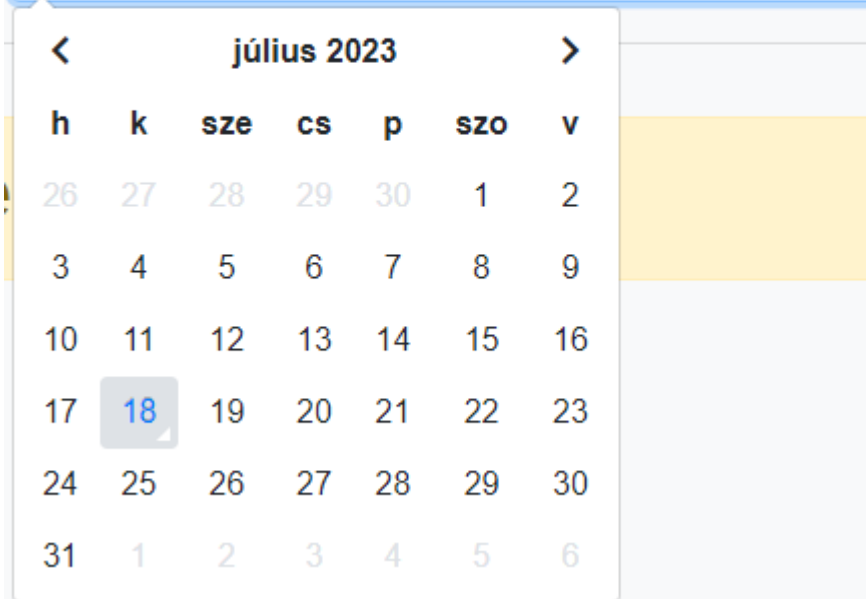 július 2023
h k sze cs p szo v
26 27 28 29 30 1 2
3 4 5 6 7 8 9
10 11 12 13 14 15 16
17 18 19 20 21 22 23
24 25 26 27 28 29 30
31 1 2 3 4 5 6